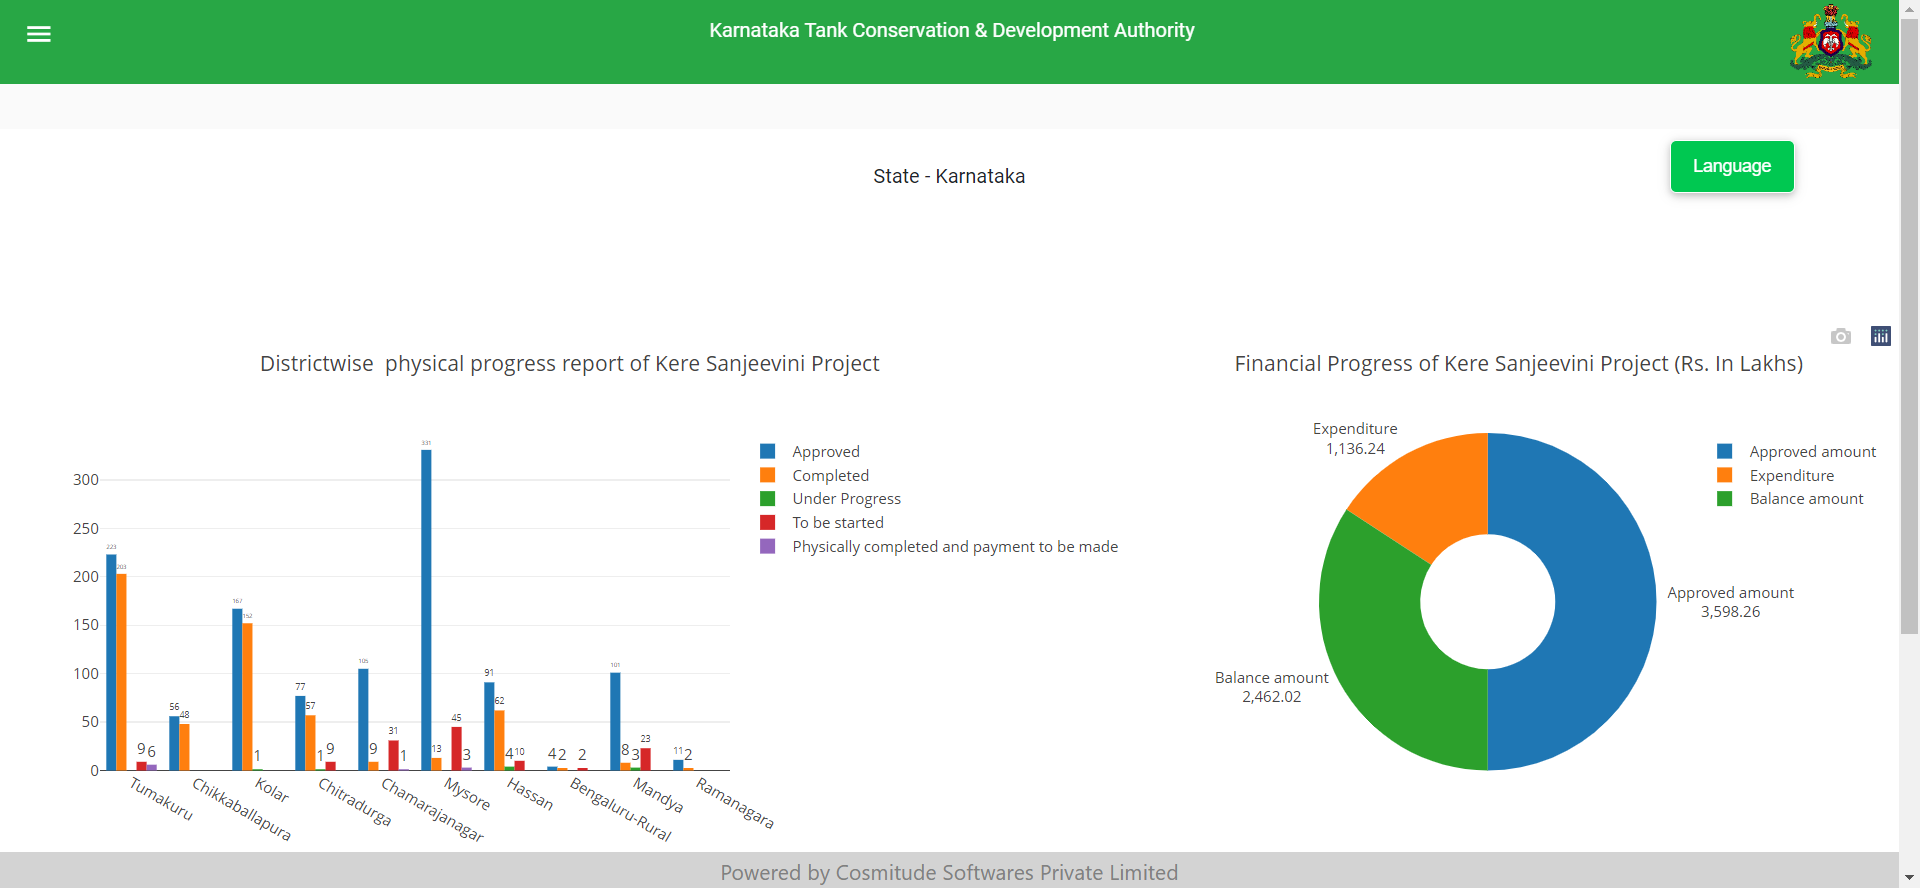 Karnataka Tank Conservation & Development Authority
Language
State - Karnataka
Districtwise physical progress report of Kere Sanjeevini Project
331
300
250
200
150
100
50
0
223
203
9
6
56
48
167
152
1
77
57
1
9
105
9
31
1
13
45
3
91
62
4
10
4
2
2
101
8
3
23
11
2
Tumakuru
Chikkaballapura
Kolar
Chitradurga
Chamarajanagar
Mysore
Hassan
Bengaluru-Rural
Mandya
Ramanagara
Approved
Completed
Under Progress
To be started
Physically completed and payment to be made
Financial Progress of Kere Sanjeevini Project (Rs. In Lakhs)
Expenditure
1,136.24
Approved amount
3,598.26
Balance amount
2,462.02
Approved amount
Expenditure
Balance amount
Powered by Cosmitude Softwares Private Limited